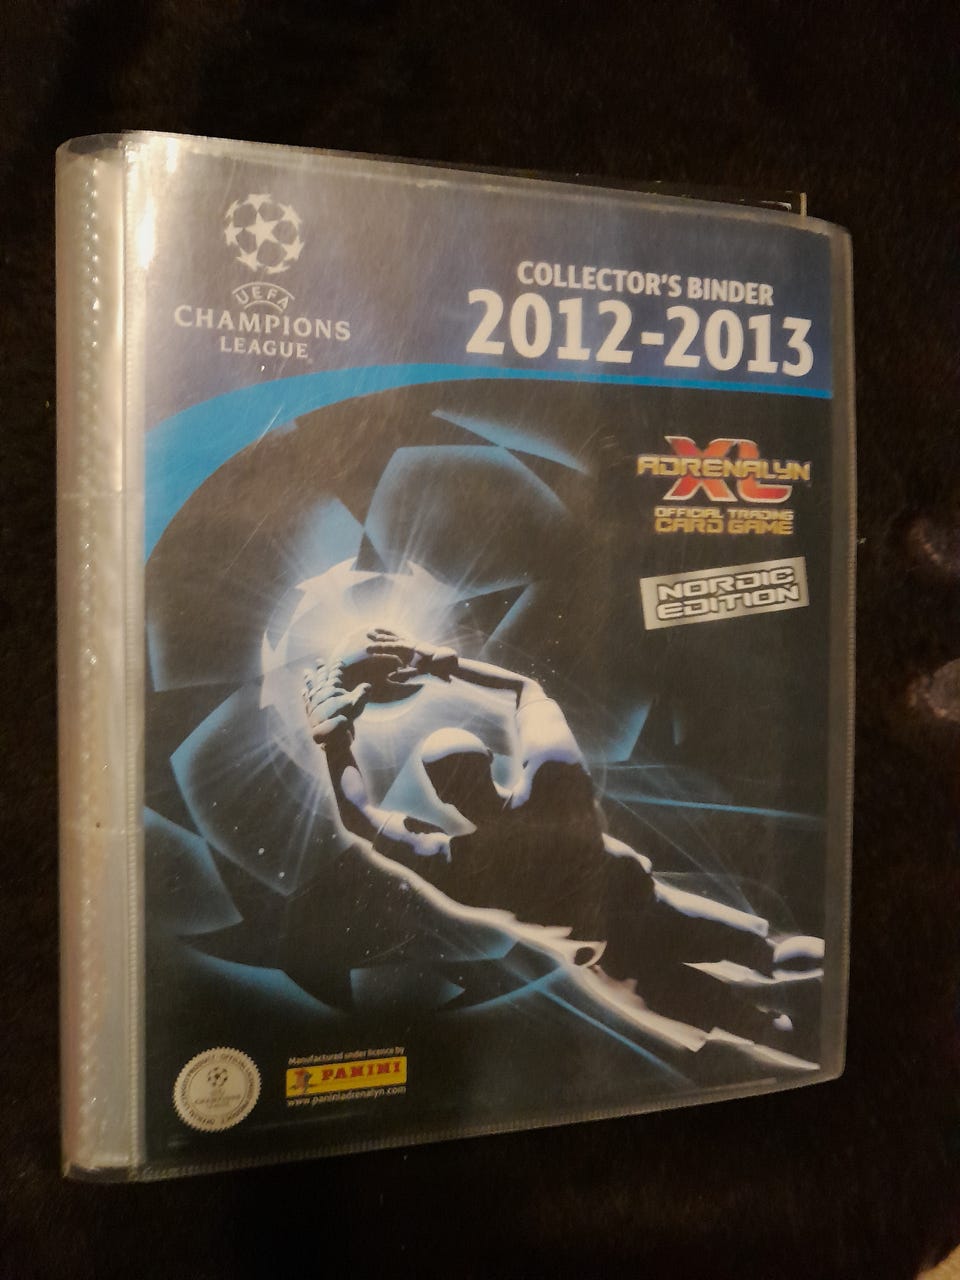 UEFA
CHAMPIONS
LEAGUE
COLLECTOR'S BINDER
2012-2013
ADRENALYN
XL
OFFICIAL TRADING
CARD GAME
NORDIC
EDITION
Manufactured under licence by
PANINI
www.paniniadrenalyn.com